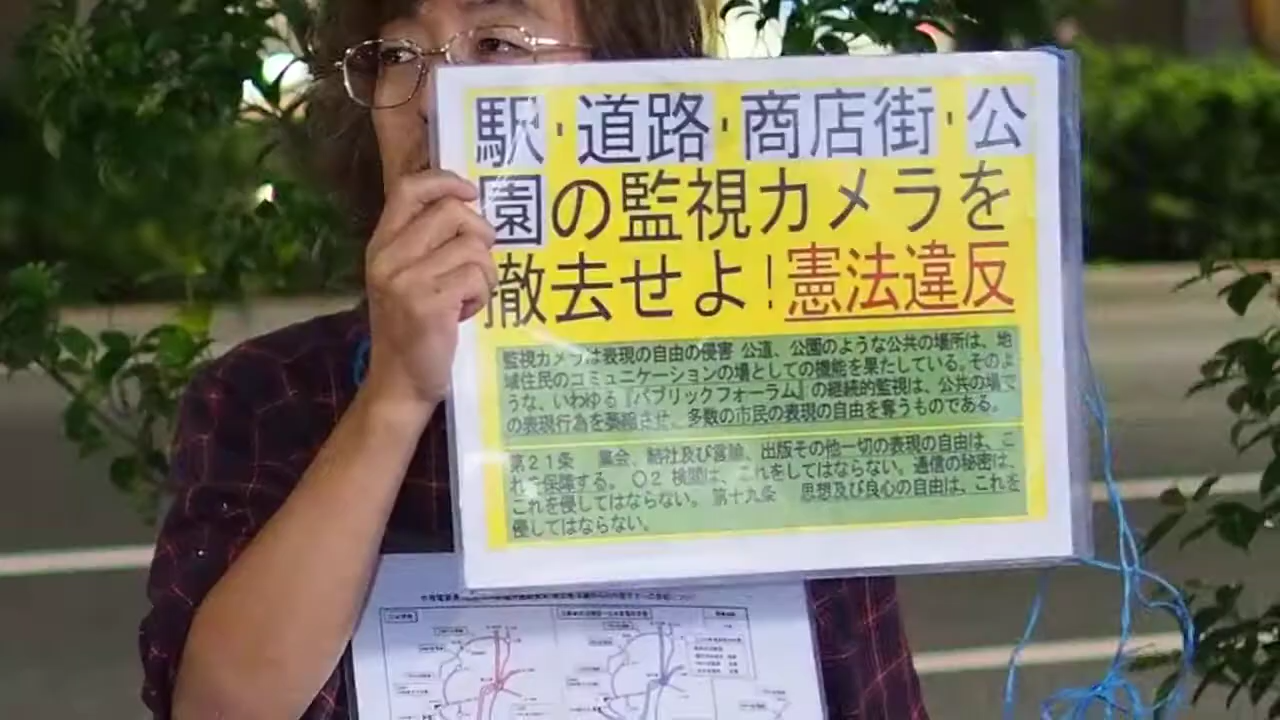 駅・道路・商店街・公
園の監視カメラを
撤去せよ!憲法違反
監視カメラは表現の自由の侵害 公道、公園のような公共の場所は、地
域住民のコミュニケーションの場としての機能を果たしている。そのよ
うな、いわゆる『パブリックフォーラム』の継続的監視は、公共の場で
の表現行為を萎縮させ、多数の市民の表現の自由を奪うものである。
第21条 集会、結社及び言論、出版その他一切の表現の自由は、こ
れを保障する。 ○2 検閲は、これをしてはならない。通信の秘密は、
これを侵してはならない。 第十九条 思想及び良心の自由は、これを
侵してはならない。